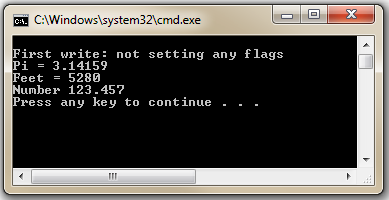 C:\Windows\system32\cmd.exe
First write: not setting any flags
Pi = 3.14159
Feet = 5280
Number 123.457
Press any key to continue . . .